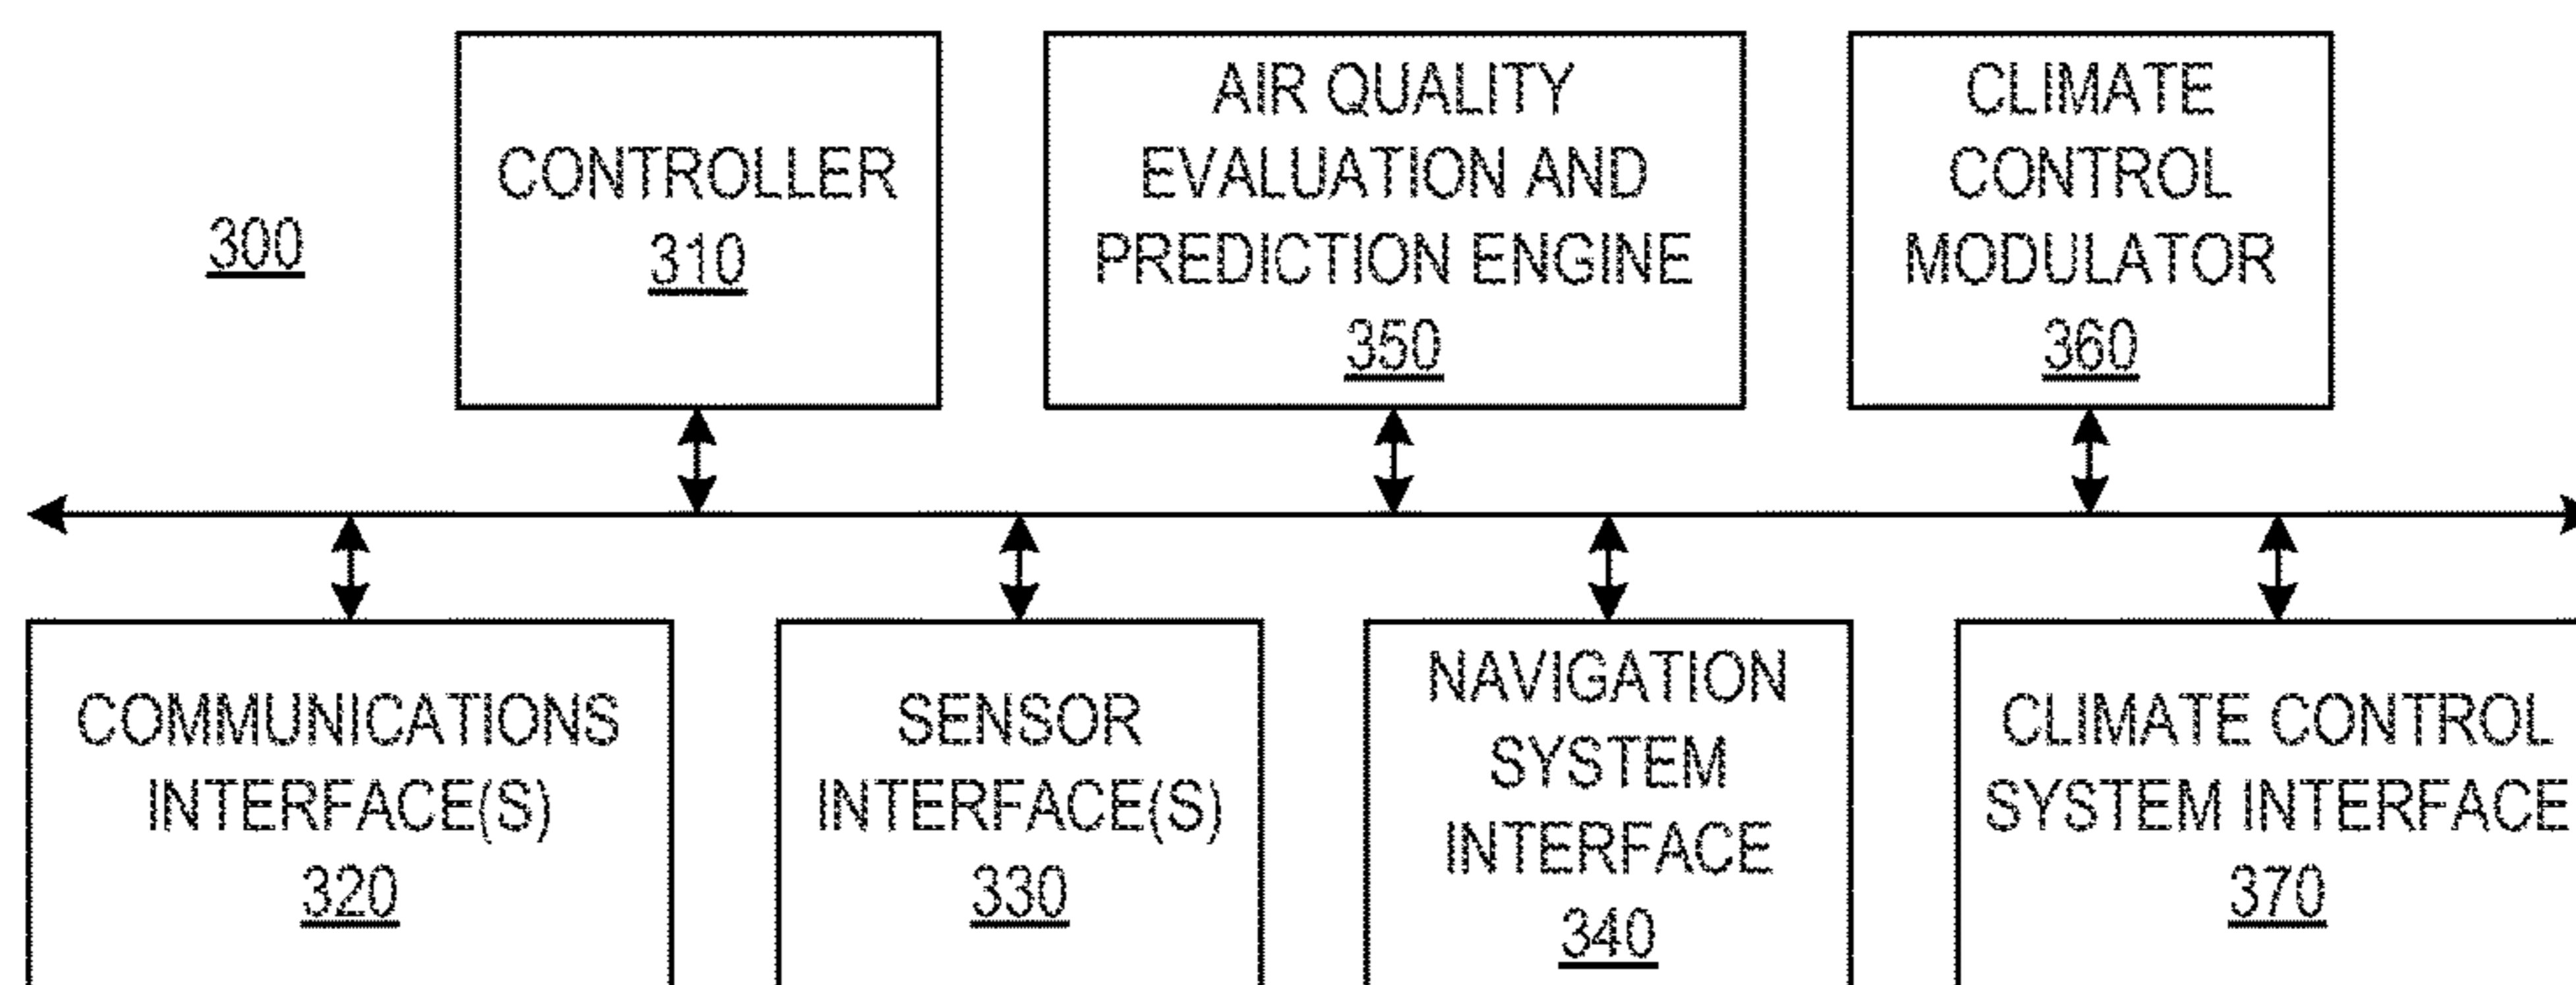 300
CONTROLLER
310
AIR QUALITY
EVALUATION AND
PREDICTION ENGINE
350
CLIMATE
CONTROL
MODULATOR
360
COMMUNICATIONS
INTERFACE(S)
320
SENSOR
INTERFACE(S)
330
NAVIGATION
SYSTEM
INTERFACE
340
CLIMATE CONTROL
SYSTEM INTERFACE
370